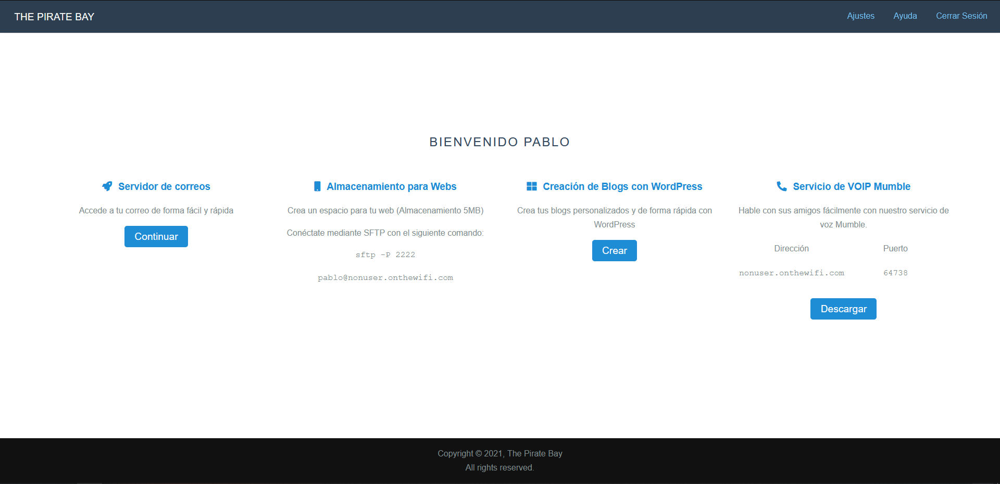 THE PIRATE BAY
Ajustes
Ayuda
Cerrar Sesión
BIENVENIDO PABLO
Servidor de correos
Accede a tu correo de forma fácil y rápida
Continuar
Almacenamiento para Webs
Crea un espacio para tu web (Almacenamiento 5MB)
Conéctate mediante SFTP con el siguiente comando:
sftp -P 2222
pablo@nonuser.onthewifi.com
Creación de Blogs con WordPress
Crea tus blogs personalizados y de forma rápida con
WordPress
Crear
Servicio de VOIP Mumble
Hable con sus amigos fácilmente con nuestro servicio de
voz Mumble.
Dirección Puerto
nonuser.onthewifi.com 64738
Descargar
Copyright © 2021, The Pirate Bay
All rights reserved.